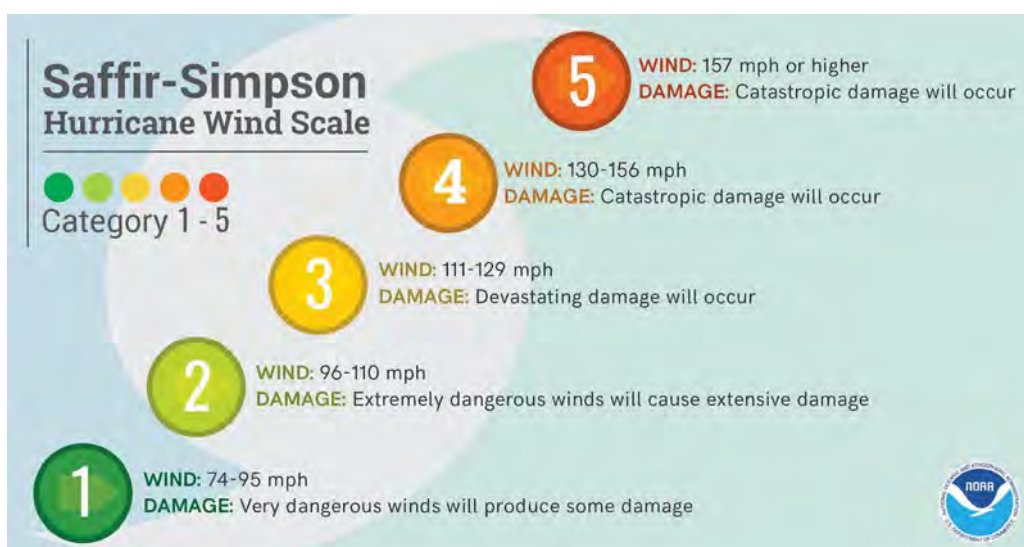 Saffir-Simpson
Hurricane Wind Scale
Category 1 - 5
5
WIND: 157 mph or higher
DAMAGE: Catastropic damage will occur
4
WIND: 130-156 mph
DAMAGE: Catastropic damage will occur
3
WIND: 111-129 mph
DAMAGE: Devastating damage will occur
2
WIND: 96-110 mph
DAMAGE: Extremely dangerous winds will cause extensive damage
1
WIND: 74-95 mph
DAMAGE: Very dangerous winds will produce some damage
NOAA